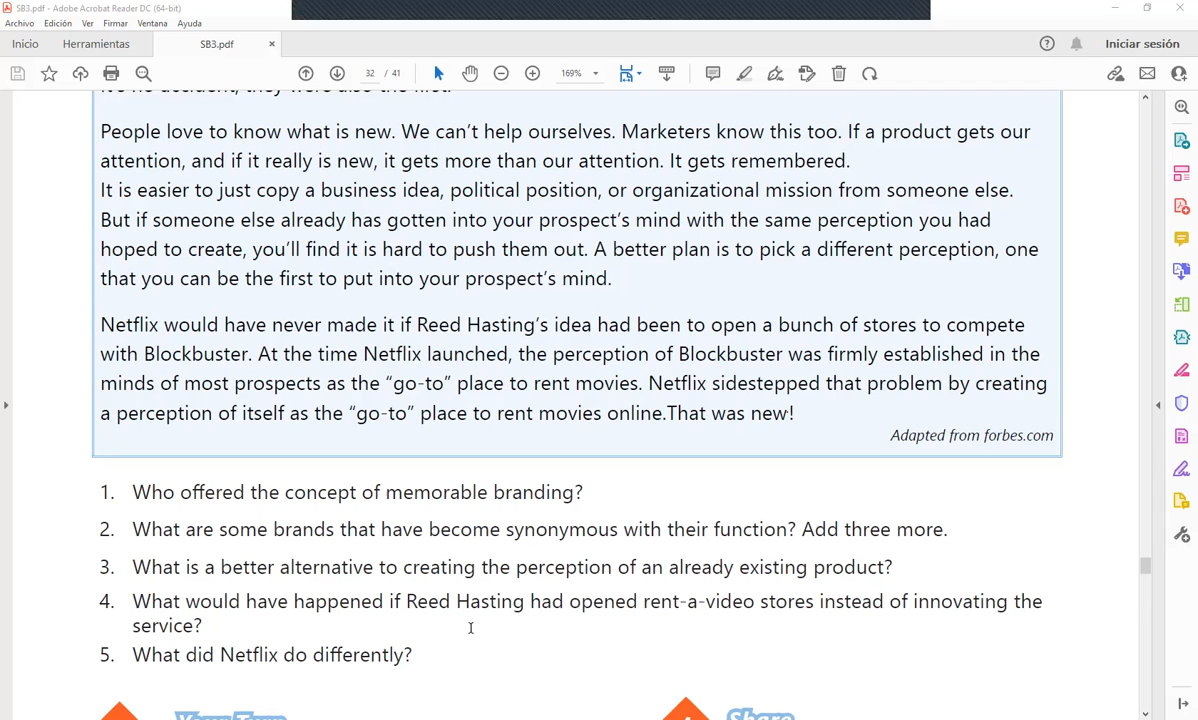 SB3.pdf - Adobe Acrobat Reader DC (64-bit)
Archivo Edición Ver Firmar Ventana Ayuda
Inicio Herramientas SB3.pdf × Iniciar sesión
32 / 41 169%
It's no accident, they were also the first.
People love to know what is new. We can't help ourselves. Marketers know this too. If a product gets our
attention, and if it really is new, it gets more than our attention. It gets remembered.
It is easier to just copy a business idea, political position, or organizational mission from someone else.
But if someone else already has gotten into your prospect's mind with the same perception you had
hoped to create, you'll find it is hard to push them out. A better plan is to pick a different perception, one
that you can be the first to put into your prospect's mind.
Netflix would have never made it if Reed Hasting's idea had been to open a bunch of stores to compete
with Blockbuster. At the time Netflix launched, the perception of Blockbuster was firmly established in the
minds of most prospects as the “go-to” place to rent movies. Netflix sidestepped that problem by creating
a perception of itself as the “go-to” place to rent movies online.That was new!
Adapted from forbes.com
1. Who offered the concept of memorable branding?
2. What are some brands that have become synonymous with their function? Add three more.
3. What is a better alternative to creating the perception of an already existing product?
4. What would have happened if Reed Hasting had opened rent-a-video stores instead of innovating the
service?
5. What did Netflix do differently?
Your Turn
Share